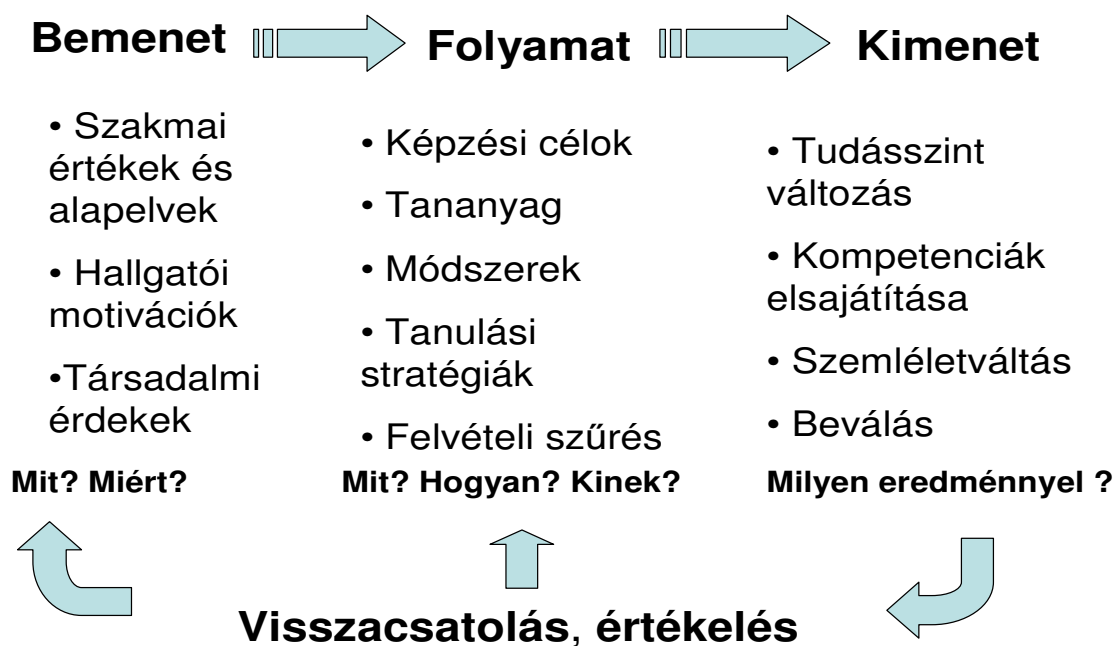 Bemenet
Folyamat
Kimenet
• Szakmai
értékek és
alapelvek
• Hallgatói
motivációk
•Társadalmi
érdekek
Mit? Miért?
• Képzési célok
• Tananyag
• Módszerek
• Tanulási
stratégiák
• Felvételi szűrés
Mit? Hogyan? Kinek?
• Tudásszint
változás
• Kompetenciák
elsajátítása
• Szemléletváltás
• Beválás
Milyen eredménnyel ?
Visszacsatolás, értékelés